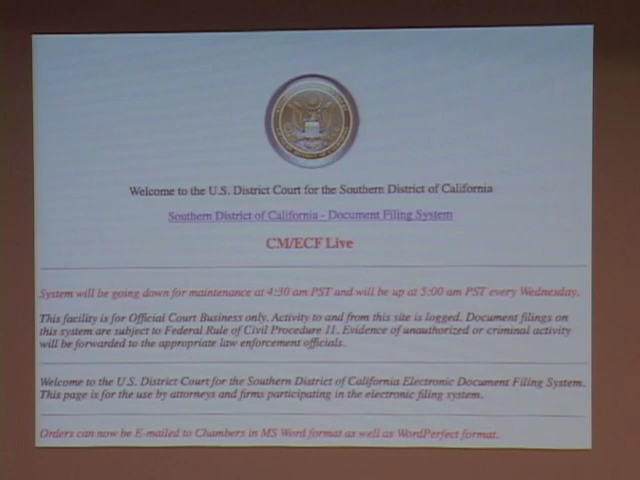 Welcome to the U.S. District Court for the Southern District of California
Southern District of California - Document Filing System
CM/ECF Live
System will be going down for maintenance at 4:30 am PST and will be up at 5:00 am PST every Wednesday.
This facility is for Official Court Business only. Activity to and from this site is logged. Document filings on
this system are subject to Federal Rule of Civil Procedure 11. Evidence of unauthorized or criminal activity
will be forwarded to the appropriate law enforcement officials.
Welcome to the U.S. District Court for the Southern District of California Electronic Document Filing System.
This page is for the use by attorneys and firms participating in the electronic filing system.
Orders can now be E-mailed to Chambers in MS Word format as well as WordPerfect format.